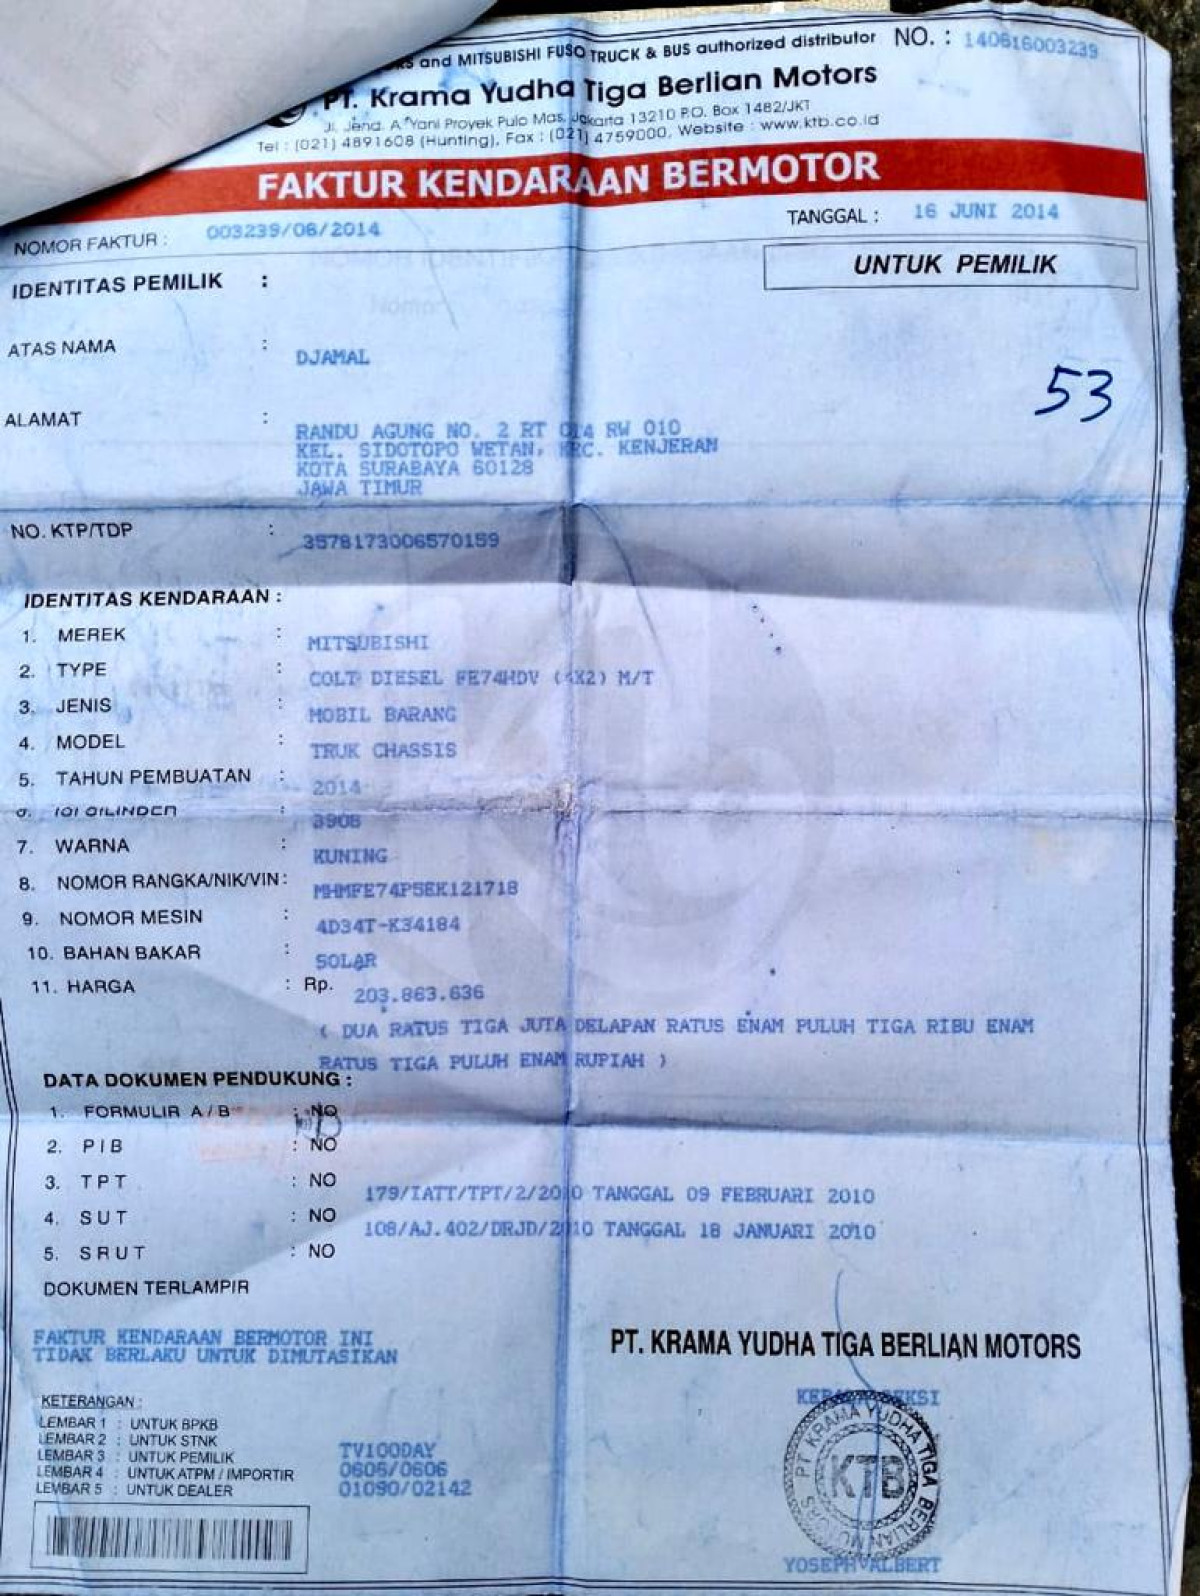 RS and MITSUBISHI FUSO TRUCK & BUS authorized distributor NO. : 140616003239
PT. Krama Yudha Tiga Berlian Motors
Jl. Jend. A. Yani Proyek Pulo Mas, Jakarta 13210 P.O. Box 1482/JKT
Tel : (021) 4891608 (Hunting), Fax : (021) 4759000, Website : www.ktb.co.id
FAKTUR KENDARAAN BERMOTOR
NOMOR FAKTUR : 003239/06/2014 TANGGAL : 16 JUNI 2014
UNTUK PEMILIK
IDENTITAS PEMILIK :
ATAS NAMA : DJAMAL
53
ALAMAT : RANDU AGUNG NO. 2 RT 014 RW 010
KEL. SIDOTOPO WETAN, KEC. KENJERAN
KOTA SURABAYA 60128
JAWA TIMUR
NO. KTP/TDP : 3578173006570159
IDENTITAS KENDARAAN :
1. MEREK : MITSUBISHI
2. TYPE : COLT DIESEL FE74HDV (4X2) M/T
3. JENIS : MOBIL BARANG
4. MODEL : TRUK CHASSIS
5. TAHUN PEMBUATAN : 2014
6. ISI SILINDER : 3908
7. WARNA : KUNING
8. NOMOR RANGKA/NIK/VIN : MHMFE74P5EK121718
9. NOMOR MESIN : 4D34T-K34184
10. BAHAN BAKAR : SOLAR
11. HARGA : Rp. 203.863.636
( DUA RATUS TIGA JUTA DELAPAN RATUS ENAM PULUH TIGA RIBU ENAM
RATUS TIGA PULUH ENAM RUPIAH )
DATA DOKUMEN PENDUKUNG :
1. FORMULIR A / B : NO
2. P I B : NO
3. T P T : NO 179/IATT/TPT/2/2010 TANGGAL 09 FEBRUARI 2010
4. S U T : NO 108/AJ.402/DRJD/2010 TANGGAL 18 JANUARI 2010
5. S R U T : NO
DOKUMEN TERLAMPIR
FAKTUR KENDARAAN BERMOTOR INI
TIDAK BERLAKU UNTUK DIMUTASIKAN
PT. KRAMA YUDHA TIGA BERLIAN MOTORS
KEPALA SEKSI
KETERANGAN :
LEMBAR 1 : UNTUK BPKB
LEMBAR 2 : UNTUK STNK
LEMBAR 3 : UNTUK PEMILIK
LEMBAR 4 : UNTUK ATPM / IMPORTIR
LEMBAR 5 : UNTUK DEALER
TV100DAY
0606/0606
01090/02142
PT KRAMA YUDHA TIGA BERLIAN MOTORS
KTB
YOSEPH ALBERT